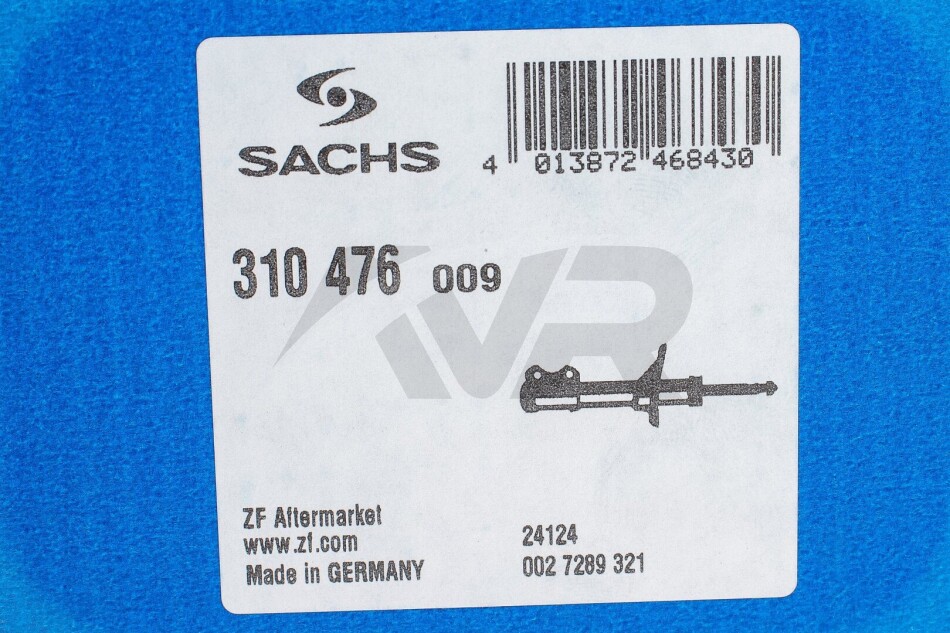 SACHS
4 013872 468430
310 476 009
VR
ZF Aftermarket
www.zf.com
Made in GERMANY
24124
002 7289 321